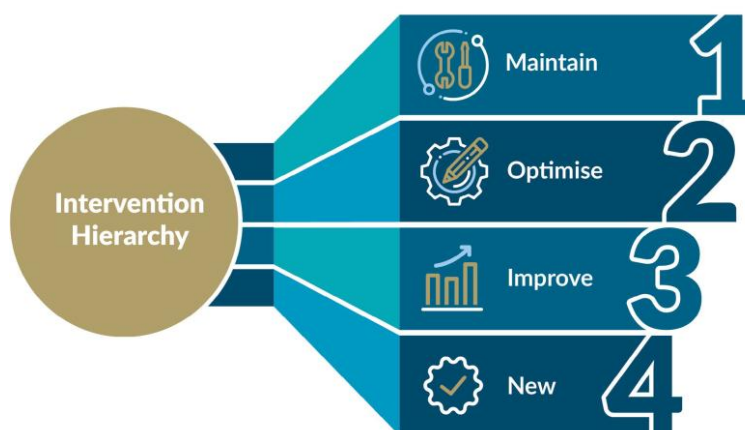 Intervention
Hierarchy
Maintain 1
Optimise 2
Improve 3
New 4